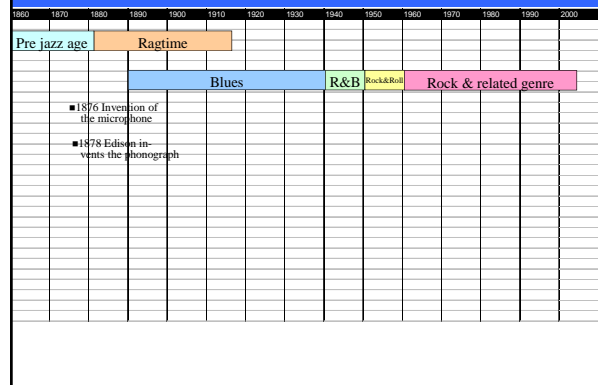 1860 1870 1880 1890 1900 1910 1920 1930 1940 1950 1960 1970 1980 1990 2000
Pre jazz age Ragtime
Blues R&B Rock&Roll Rock & related genre
■1876 Invention of
the microphone
■1878 Edison in-
vents the phonograph